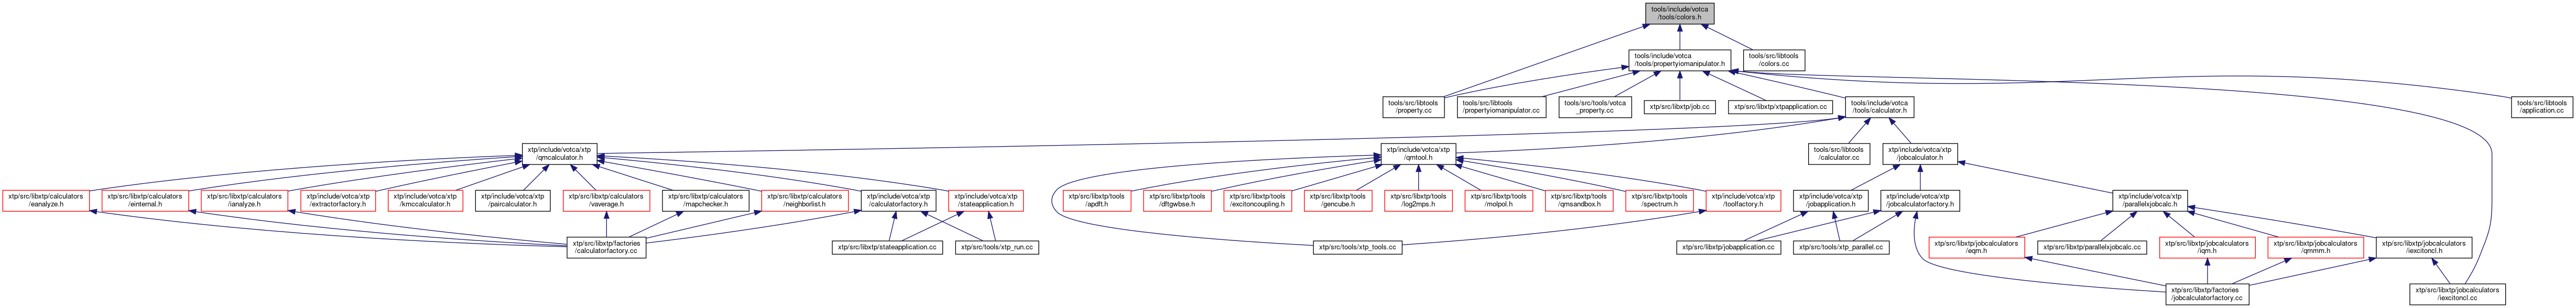 tools/include/votca
/tools/colors.h
tools/include/votca
/tools/propertyiomanipulator.h
tools/src/libtools
/colors.cc
tools/src/libtools
/property.cc
tools/src/libtools
/propertyiomanipulator.cc
tools/src/tools/votca
_property.cc
xtp/src/libxtp/job.cc
xtp/src/libxtp/xtpapplication.cc
tools/include/votca
/tools/calculator.h
tools/src/libtools
/application.cc
xtp/include/votca/xtp
/qmcalculator.h
xtp/include/votca/xtp
/qmtool.h
tools/src/libtools
/calculator.cc
xtp/include/votca/xtp
/jobcalculator.h
xtp/src/libxtp/calculators
/eanalyze.h
xtp/src/libxtp/calculators
/einternal.h
xtp/src/libxtp/calculators
/ianalyze.h
xtp/include/votca/xtp
/extractorfactory.h
xtp/include/votca/xtp
/kmccalculator.h
xtp/include/votca/xtp
/paircalculator.h
xtp/src/libxtp/calculators
/vaverage.h
xtp/src/libxtp/calculators
/mapchecker.h
xtp/src/libxtp/calculators
/neighborlist.h
xtp/include/votca/xtp
/calculatorfactory.h
xtp/include/votca/xtp
/stateapplication.h
xtp/src/libxtp/tools
/apdft.h
xtp/src/libxtp/tools
/dftgwbse.h
xtp/src/libxtp/tools
/excitoncoupling.h
xtp/src/libxtp/tools
/gencube.h
xtp/src/libxtp/tools
/log2mps.h
xtp/src/libxtp/tools
/molpol.h
xtp/src/libxtp/tools
/qmsandbox.h
xtp/src/libxtp/tools
/spectrum.h
xtp/include/votca/xtp
/toolfactory.h
xtp/include/votca/xtp
/jobapplication.h
xtp/include/votca/xtp
/jobcalculatorfactory.h
xtp/include/votca/xtp
/parallelxjobcalc.h
xtp/src/libxtp/factories
/calculatorfactory.cc
xtp/src/libxtp/stateapplication.cc
xtp/src/tools/xtp_run.cc
xtp/src/tools/xtp_tools.cc
xtp/src/libxtp/jobapplication.cc
xtp/src/tools/xtp_parallel.cc
xtp/src/libxtp/jobcalculators
/eqm.h
xtp/src/libxtp/parallelxjobcalc.cc
xtp/src/libxtp/jobcalculators
/iqm.h
xtp/src/libxtp/jobcalculators
/qmmm.h
xtp/src/libxtp/jobcalculators
/iexcitoncl.h
xtp/src/libxtp/factories
/jobcalculatorfactory.cc
xtp/src/libxtp/jobcalculators
/iexcitoncl.cc